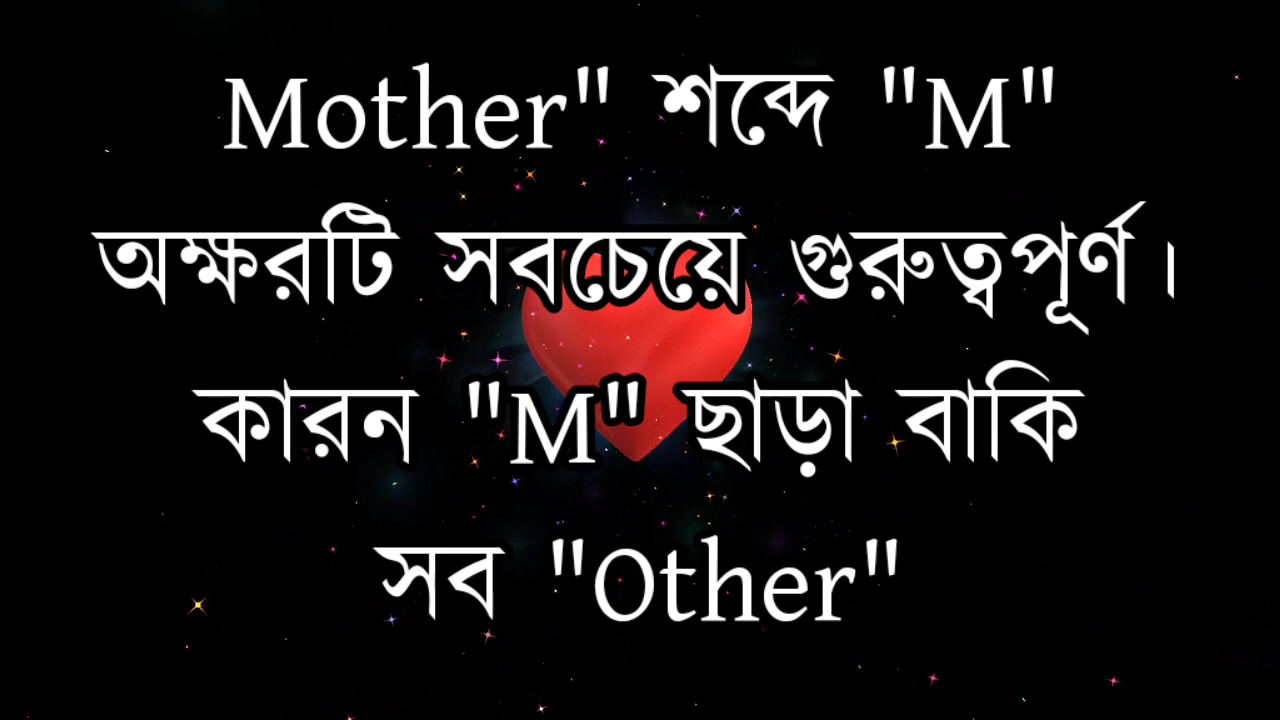 Mother" শব্দে "M"
অক্ষরটি সবচেয়ে গুরুত্বপূর্ণ।
কারন "M" ছাড়া বাকি
সব "Other"